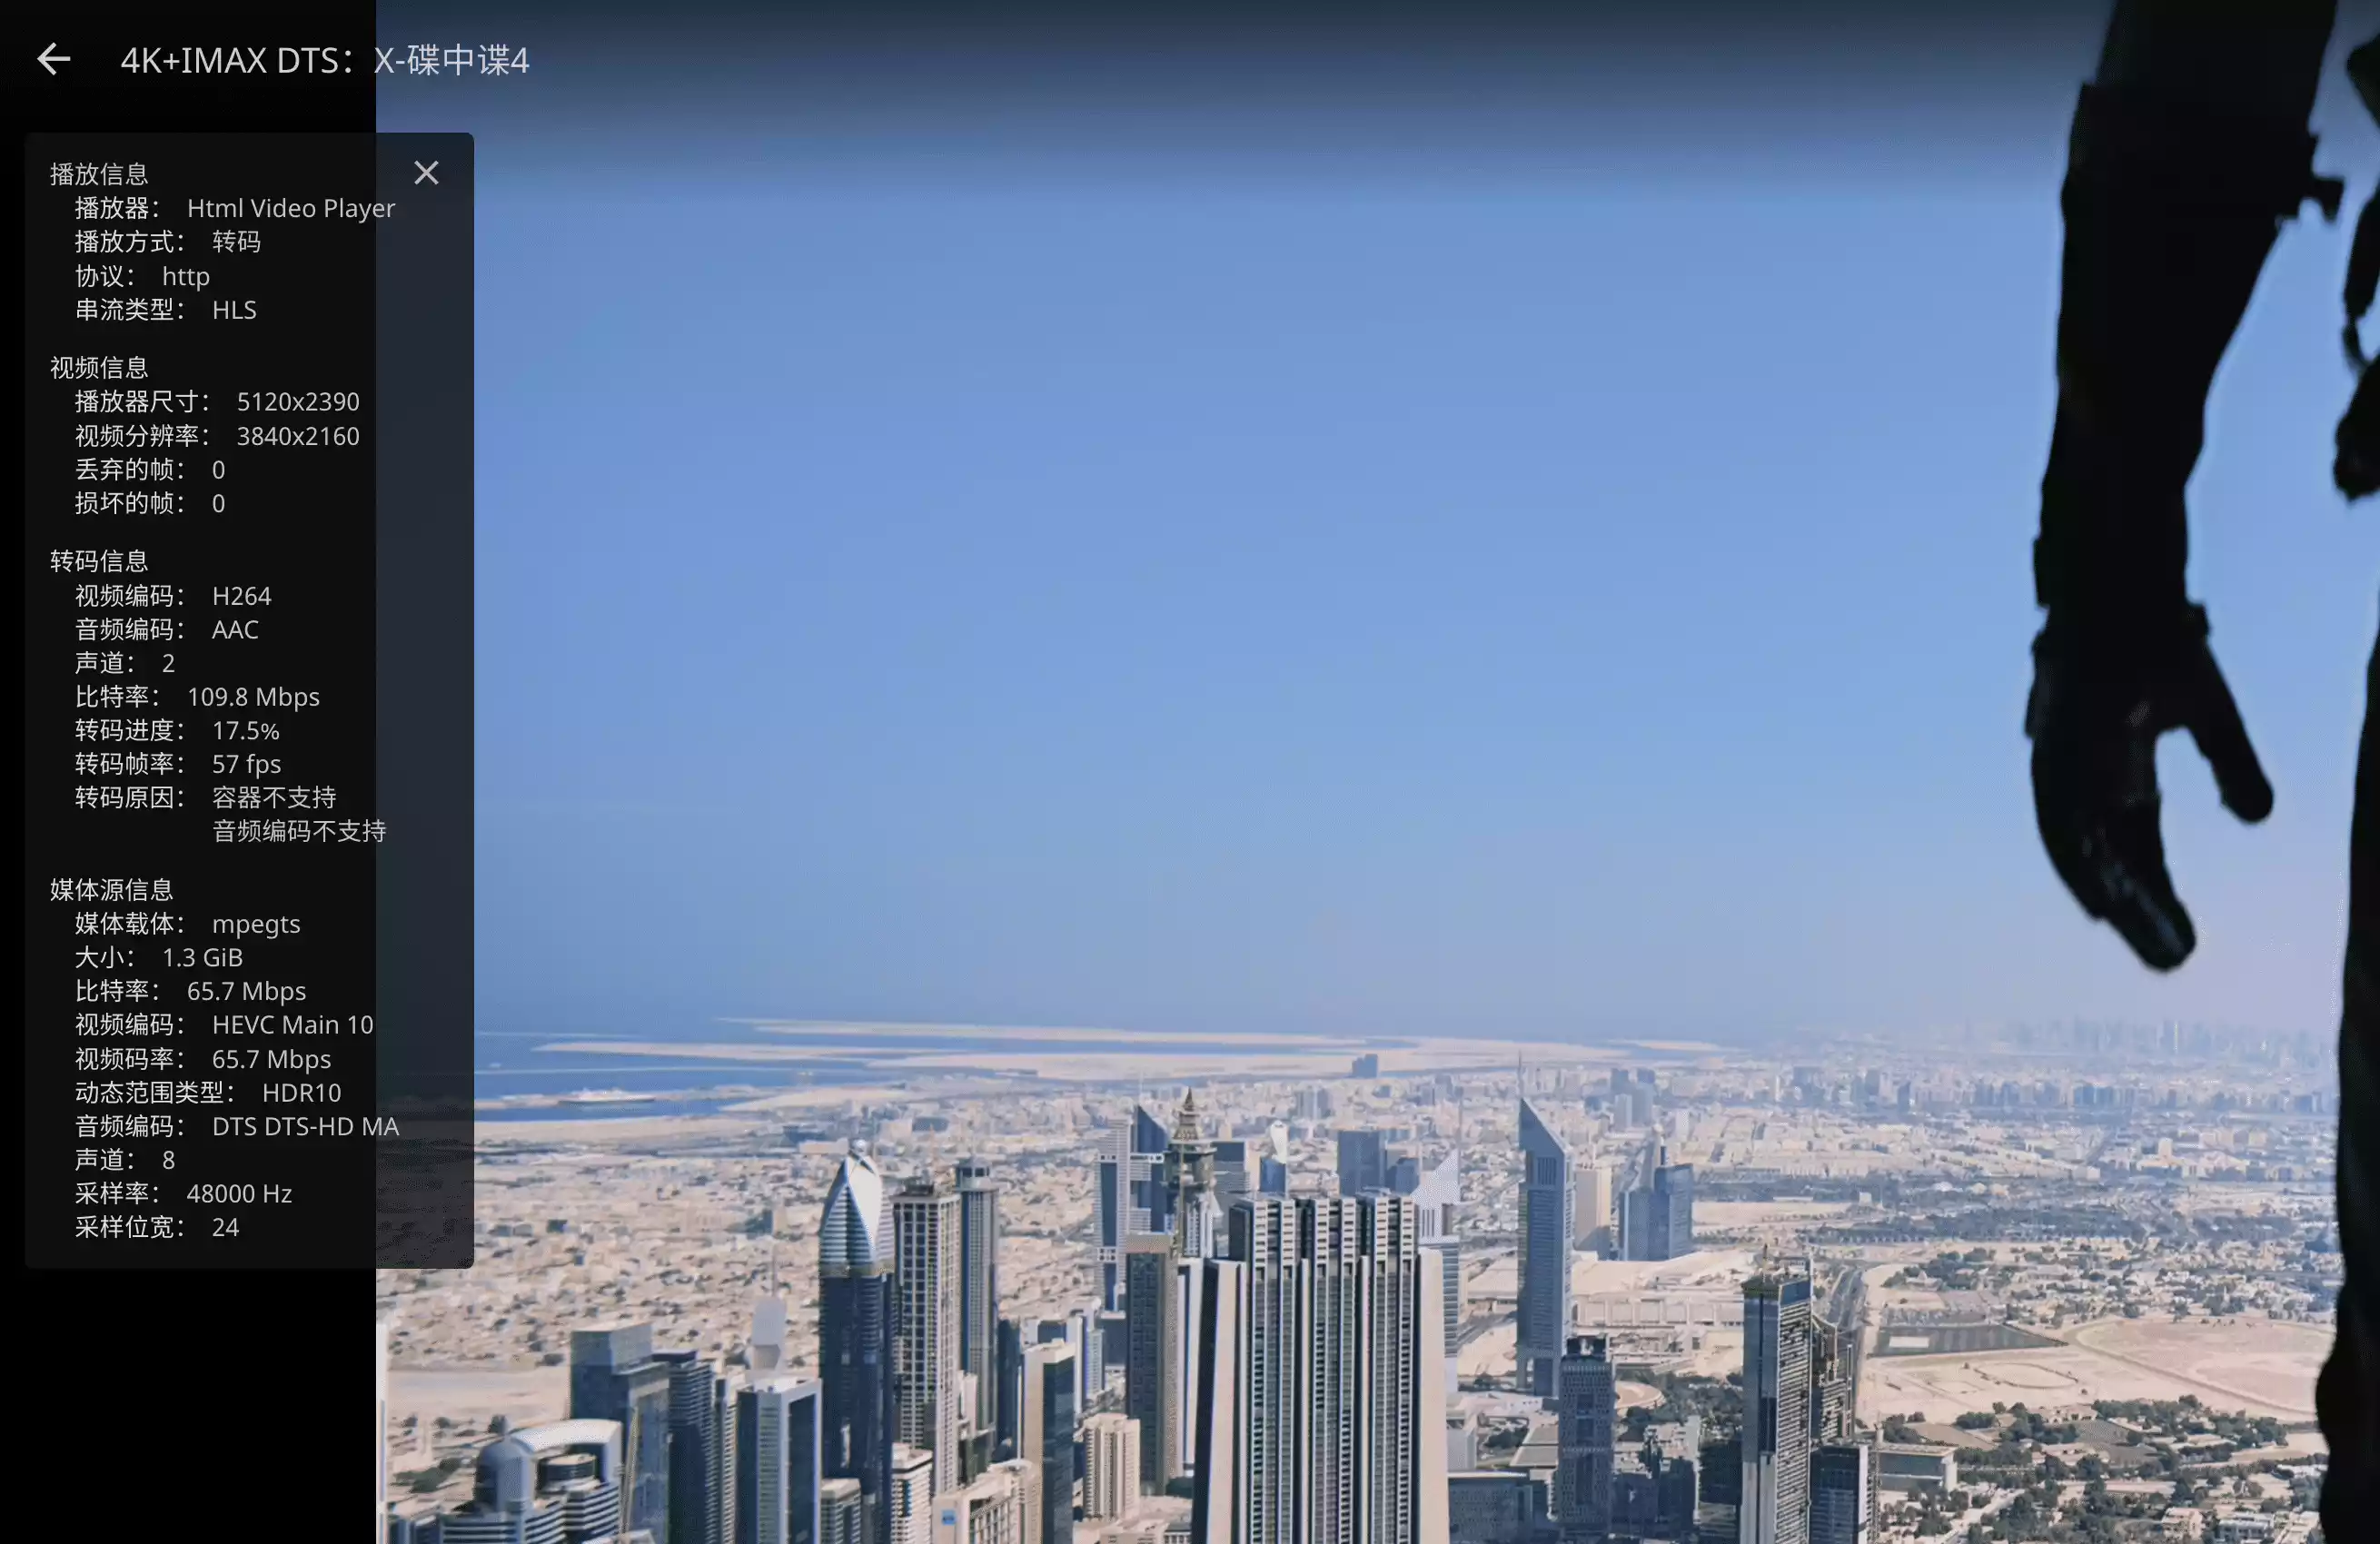 4K+IMAX DTS：X-碟中谍4
播放信息
播放器： Html Video Player
播放方式： 转码
协议： http
串流类型： HLS
视频信息
播放器尺寸： 5120x2390
视频分辨率： 3840x2160
丢弃的帧： 0
损坏的帧： 0
转码信息
视频编码： H264
音频编码： AAC
声道： 2
比特率： 109.8 Mbps
转码进度： 17.5%
转码帧率： 57 fps
转码原因： 容器不支持
音频编码不支持
媒体源信息
媒体载体： mpegts
大小： 1.3 GiB
比特率： 65.7 Mbps
视频编码： HEVC Main 10
视频码率： 65.7 Mbps
动态范围类型： HDR10
音频编码： DTS DTS-HD MA
声道： 8
采样率： 48000 Hz
采样位宽： 24